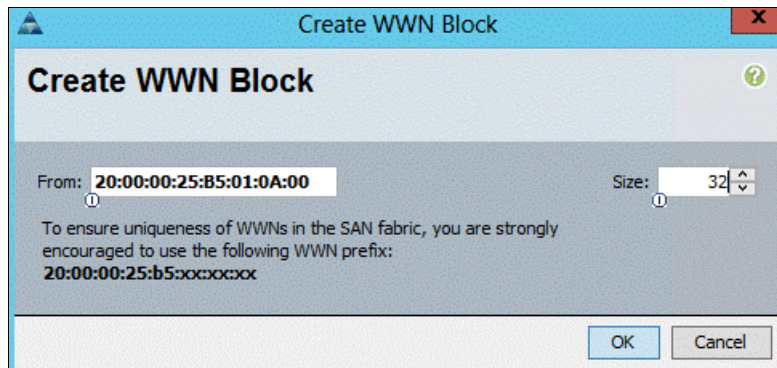 Create WWN Block
X
Create WWN Block
?
From: 20:00:00:25:B5:01:0A:00 Size: 32
To ensure uniqueness of WWNs in the SAN fabric, you are strongly
encouraged to use the following WWN prefix:
20:00:00:25:b5:xx:xx:xx
OK Cancel